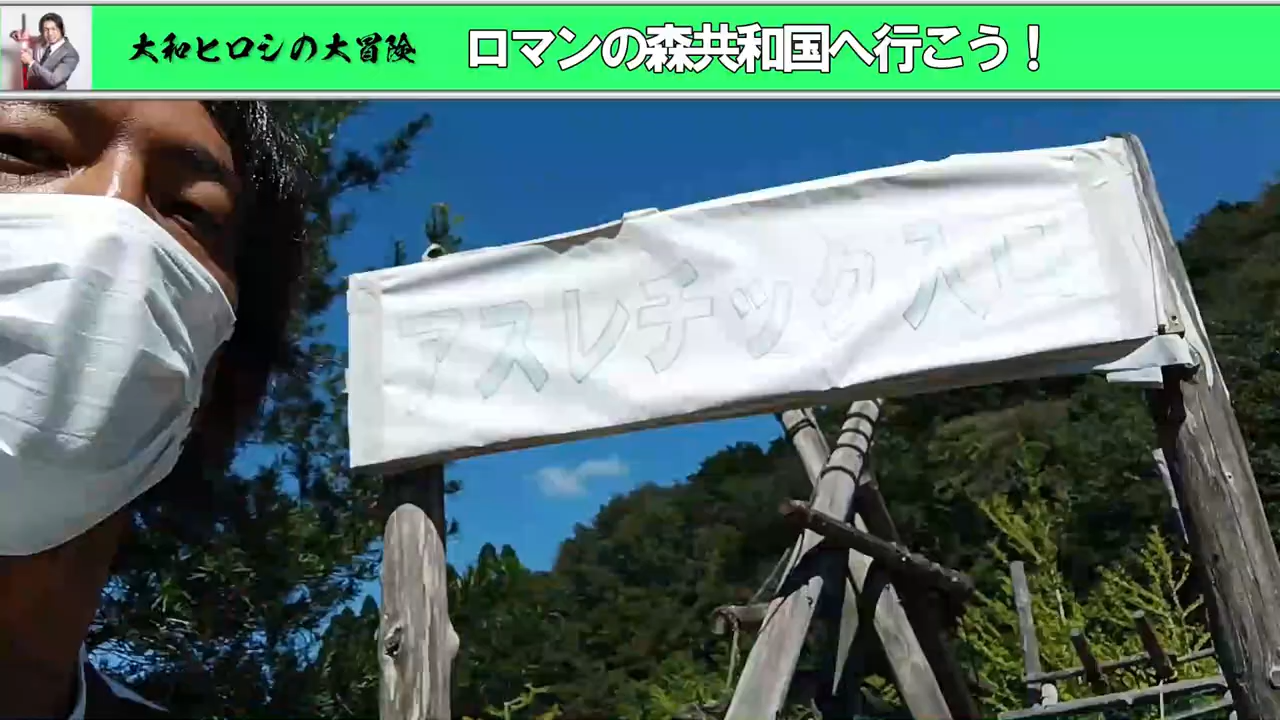 大和ヒロシの大冒険
ロマンの森共和国へ行こう！
アスレチック入口